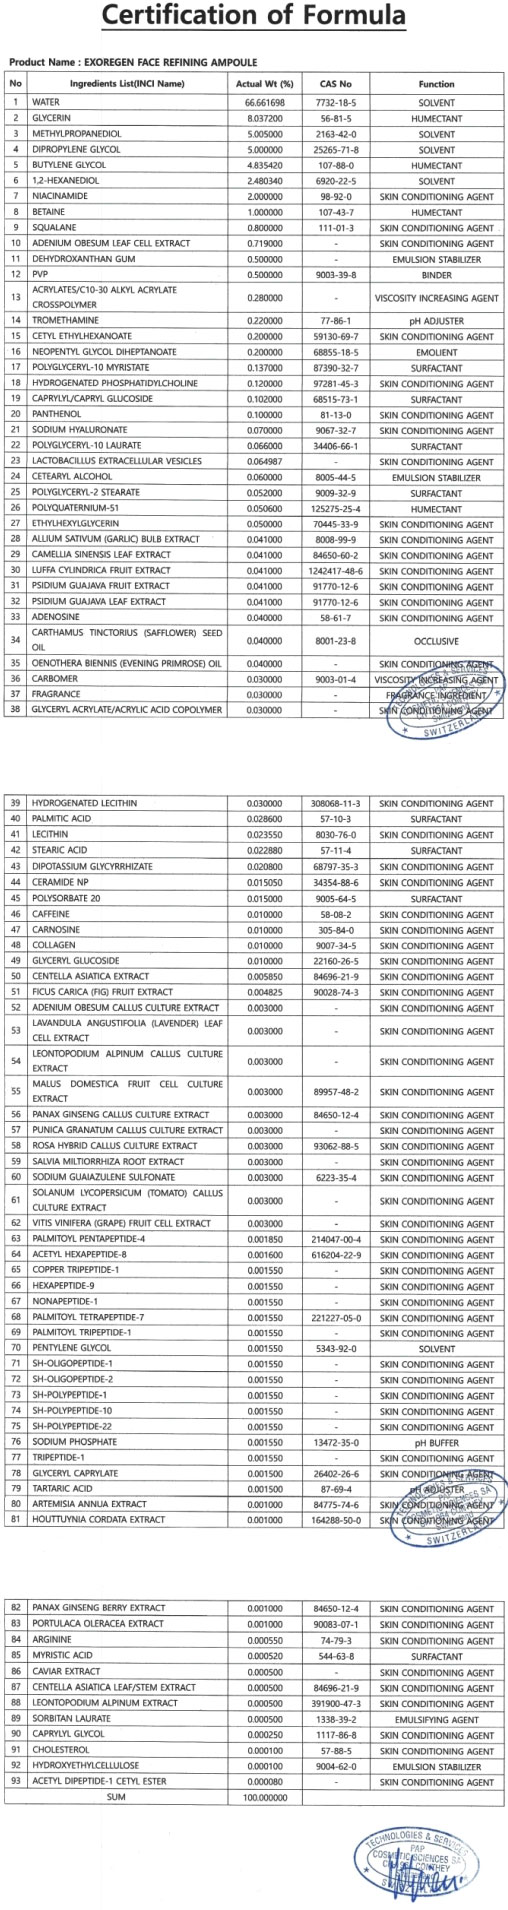 Certification of Formula
Product Name : EXOREGEN FACE REFINING AMPOULE
No Ingredients List(INCI Name) Actual Wt (%) CAS No Function
1 WATER 66.661698 7732-18-5 SOLVENT
2 GLYCERIN 8.037200 56-81-5 HUMECTANT
3 METHYLPROPANEDIOL 5.005000 2163-42-0 SOLVENT
4 DIPROPYLENE GLYCOL 5.000000 25265-71-8 SOLVENT
5 BUTYLENE GLYCOL 4.835420 107-88-0 HUMECTANT
6 1,2-HEXANEDIOL 2.480340 6920-22-5 SOLVENT
7 NIACINAMIDE 2.000000 98-92-0 SKIN CONDITIONING AGENT
8 BETAINE 1.000000 107-43-7 HUMECTANT
9 SQUALANE 0.800000 111-01-3 SKIN CONDITIONING AGENT
10 ADENIUM OBESUM LEAF CELL EXTRACT 0.719000 - SKIN CONDITIONING AGENT
11 DEHYDROXANTHAN GUM 0.500000 - EMULSION STABILIZER
12 PVP 0.500000 9003-39-8 BINDER
13 ACRYLATES/C10-30 ALKYL ACRYLATE
CROSSPOLYMER 0.280000 - VISCOSITY INCREASING AGENT
14 TROMETHAMINE 0.220000 77-86-1 pH ADJUSTER
15 CETYL ETHYLHEXANOATE 0.200000 59130-69-7 SKIN CONDITIONING AGENT
16 NEOPENTYL GLYCOL DIHEPTANOATE 0.200000 68855-18-5 EMOLIENT
17 POLYGLYCERYL-10 MYRISTATE 0.137000 87390-32-7 SURFACTANT
18 HYDROGENATED PHOSPHATIDYLCHOLINE 0.120000 97281-45-3 SKIN CONDITIONING AGENT
19 CAPRYLYL/CAPRYL GLUCOSIDE 0.102000 68515-73-1 SURFACTANT
20 PANTHENOL 0.100000 81-13-0 SKIN CONDITIONING AGENT
21 SODIUM HYALURONATE 0.070000 9067-32-7 SKIN CONDITIONING AGENT
22 POLYGLYCERYL-10 LAURATE 0.066000 34406-66-1 SURFACTANT
23 LACTOBACILLUS EXTRACELLULAR VESICLES 0.064987 - SKIN CONDITIONING AGENT
24 CETEARYL ALCOHOL 0.060000 8005-44-5 EMULSION STABILIZER
25 POLYGLYCERYL-2 STEARATE 0.052000 9009-32-9 SURFACTANT
26 POLYQUATERNIUM-51 0.050600 125275-25-4 HUMECTANT
27 ETHYLHEXYLGLYCERIN 0.050000 70445-33-9 SKIN CONDITIONING AGENT
28 ALLIUM SATIVUM (GARLIC) BULB EXTRACT 0.041000 8008-99-9 SKIN CONDITIONING AGENT
29 CAMELLIA SINENSIS LEAF EXTRACT 0.041000 84650-60-2 SKIN CONDITIONING AGENT
30 LUFFA CYLINDRICA FRUIT EXTRACT 0.041000 1242417-48-6 SKIN CONDITIONING AGENT
31 PSIDIUM GUAJAVA FRUIT EXTRACT 0.041000 91770-12-6 SKIN CONDITIONING AGENT
32 PSIDIUM GUAJAVA LEAF EXTRACT 0.041000 91770-12-6 SKIN CONDITIONING AGENT
33 ADENOSINE 0.040000 58-61-7 SKIN CONDITIONING AGENT
34 CARTHAMUS TINCTORIUS (SAFFLOWER) SEED
OIL 0.040000 8001-23-8 OCCLUSIVE
35 OENOTHERA BIENNIS (EVENING PRIMROSE) OIL 0.040000 - SKIN CONDITIONING AGENT
36 CARBOMER 0.030000 9003-01-4 VISCOSITY INCREASING AGENT
37 FRAGRANCE 0.030000 - FRAGRANCE INGREDIENT
38 GLYCERYL ACRYLATE/ACRYLIC ACID COPOLYMER 0.030000 - SKIN CONDITIONING AGENT
TECHNOLOGIES & SERVICES
PAP
COSMETIC SCIENCES SA
SWITZERLAND
39 HYDROGENATED LECITHIN 0.030000 308068-11-3 SKIN CONDITIONING AGENT
40 PALMITIC ACID 0.028600 57-10-3 SURFACTANT
41 LECITHIN 0.023550 8030-76-0 SKIN CONDITIONING AGENT
42 STEARIC ACID 0.022880 57-11-4 SURFACTANT
43 DIPOTASSIUM GLYCYRRHIZATE 0.020800 68797-35-3 SKIN CONDITIONING AGENT
44 CERAMIDE NP 0.015050 34354-88-6 SKIN CONDITIONING AGENT
45 POLYSORBATE 20 0.015000 9005-64-5 SURFACTANT
46 CAFFEINE 0.010000 58-08-2 SKIN CONDITIONING AGENT
47 CARNOSINE 0.010000 305-84-0 SKIN CONDITIONING AGENT
48 COLLAGEN 0.010000 9007-34-5 SKIN CONDITIONING AGENT
49 GLYCERYL GLUCOSIDE 0.010000 22160-26-5 SKIN CONDITIONING AGENT
50 CENTELLA ASIATICA EXTRACT 0.005850 84696-21-9 SKIN CONDITIONING AGENT
51 FICUS CARICA (FIG) FRUIT EXTRACT 0.004825 90028-74-3 SKIN CONDITIONING AGENT
52 ADENIUM OBESUM CALLUS CULTURE EXTRACT 0.003000 - SKIN CONDITIONING AGENT
53 LAVANDULA ANGUSTIFOLIA (LAVENDER) LEAF
CELL EXTRACT 0.003000 - SKIN CONDITIONING AGENT
54 LEONTOPODIUM ALPINUM CALLUS CULTURE
EXTRACT 0.003000 - SKIN CONDITIONING AGENT
55 MALUS DOMESTICA FRUIT CELL CULTURE
EXTRACT 0.003000 89957-48-2 SKIN CONDITIONING AGENT
56 PANAX GINSENG CALLUS CULTURE EXTRACT 0.003000 84650-12-4 SKIN CONDITIONING AGENT
57 PUNICA GRANATUM CALLUS CULTURE EXTRACT 0.003000 - SKIN CONDITIONING AGENT
58 ROSA HYBRID CALLUS CULTURE EXTRACT 0.003000 93062-88-5 SKIN CONDITIONING AGENT
59 SALVIA MILTIORRHIZA ROOT EXTRACT 0.003000 - SKIN CONDITIONING AGENT
60 SODIUM GUAIAZULENE SULFONATE 0.003000 6223-35-4 SKIN CONDITIONING AGENT
61 SOLANUM LYCOPERSICUM (TOMATO) CALLUS
CULTURE EXTRACT 0.003000 - SKIN CONDITIONING AGENT
62 VITIS VINIFERA (GRAPE) FRUIT CELL EXTRACT 0.003000 - SKIN CONDITIONING AGENT
63 PALMITOYL PENTAPEPTIDE-4 0.001850 214047-00-4 SKIN CONDITIONING AGENT
64 ACETYL HEXAPEPTIDE-8 0.001600 616204-22-9 SKIN CONDITIONING AGENT
65 COPPER TRIPEPTIDE-1 0.001550 - SKIN CONDITIONING AGENT
66 HEXAPEPTIDE-9 0.001550 - SKIN CONDITIONING AGENT
67 NONAPEPTIDE-1 0.001550 - SKIN CONDITIONING AGENT
68 PALMITOYL TETRAPEPTIDE-7 0.001550 221227-05-0 SKIN CONDITIONING AGENT
69 PALMITOYL TRIPEPTIDE-1 0.001550 - SKIN CONDITIONING AGENT
70 PENTYLENE GLYCOL 0.001550 5343-92-0 SOLVENT
71 SH-OLIGOPEPTIDE-1 0.001550 - SKIN CONDITIONING AGENT
72 SH-OLIGOPEPTIDE-2 0.001550 - SKIN CONDITIONING AGENT
73 SH-POLYPEPTIDE-1 0.001550 - SKIN CONDITIONING AGENT
74 SH-POLYPEPTIDE-10 0.001550 - SKIN CONDITIONING AGENT
75 SH-POLYPEPTIDE-22 0.001550 - SKIN CONDITIONING AGENT
76 SODIUM PHOSPHATE 0.001550 13472-35-0 pH BUFFER
77 TRIPEPTIDE-1 0.001550 - SKIN CONDITIONING AGENT
78 GLYCERYL CAPRYLATE 0.001500 26402-26-6 SKIN CONDITIONING AGENT
79 TARTARIC ACID 0.001500 87-69-4 pH ADJUSTER
80 ARTEMISIA ANNUA EXTRACT 0.001000 84775-74-6 SKIN CONDITIONING AGENT
81 HOUTTUYNIA CORDATA EXTRACT 0.001000 164288-50-0 SKIN CONDITIONING AGENT
TECHNOLOGIES & SERVICES
PAP
COSMETIC SCIENCES SA
SWITZERLAND
82 PANAX GINSENG BERRY EXTRACT 0.001000 84650-12-4 SKIN CONDITIONING AGENT
83 PORTULACA OLERACEA EXTRACT 0.001000 90083-07-1 SKIN CONDITIONING AGENT
84 ARGININE 0.000550 74-79-3 SKIN CONDITIONING AGENT
85 MYRISTIC ACID 0.000520 544-63-8 SURFACTANT
86 CAVIAR EXTRACT 0.000500 - SKIN CONDITIONING AGENT
87 CENTELLA ASIATICA LEAF/STEM EXTRACT 0.000500 84696-21-9 SKIN CONDITIONING AGENT
88 LEONTOPODIUM ALPINUM EXTRACT 0.000500 391900-47-3 SKIN CONDITIONING AGENT
89 SORBITAN LAURATE 0.000500 1338-39-2 EMULSIFYING AGENT
90 CAPRYLYL GLYCOL 0.000250 1117-86-8 SKIN CONDITIONING AGENT
91 CHOLESTEROL 0.000100 57-88-5 SKIN CONDITIONING AGENT
92 HYDROXYETHYLCELLULOSE 0.000100 9004-62-0 EMULSION STABILIZER
93 ACETYL DIPEPTIDE-1 CETYL ESTER 0.000080 - SKIN CONDITIONING AGENT
SUM 100.000000
TECHNOLOGIES & SERVICES
PAP
COSMETIC SCIENCES SA
CONTHEY
SWITZERLAND